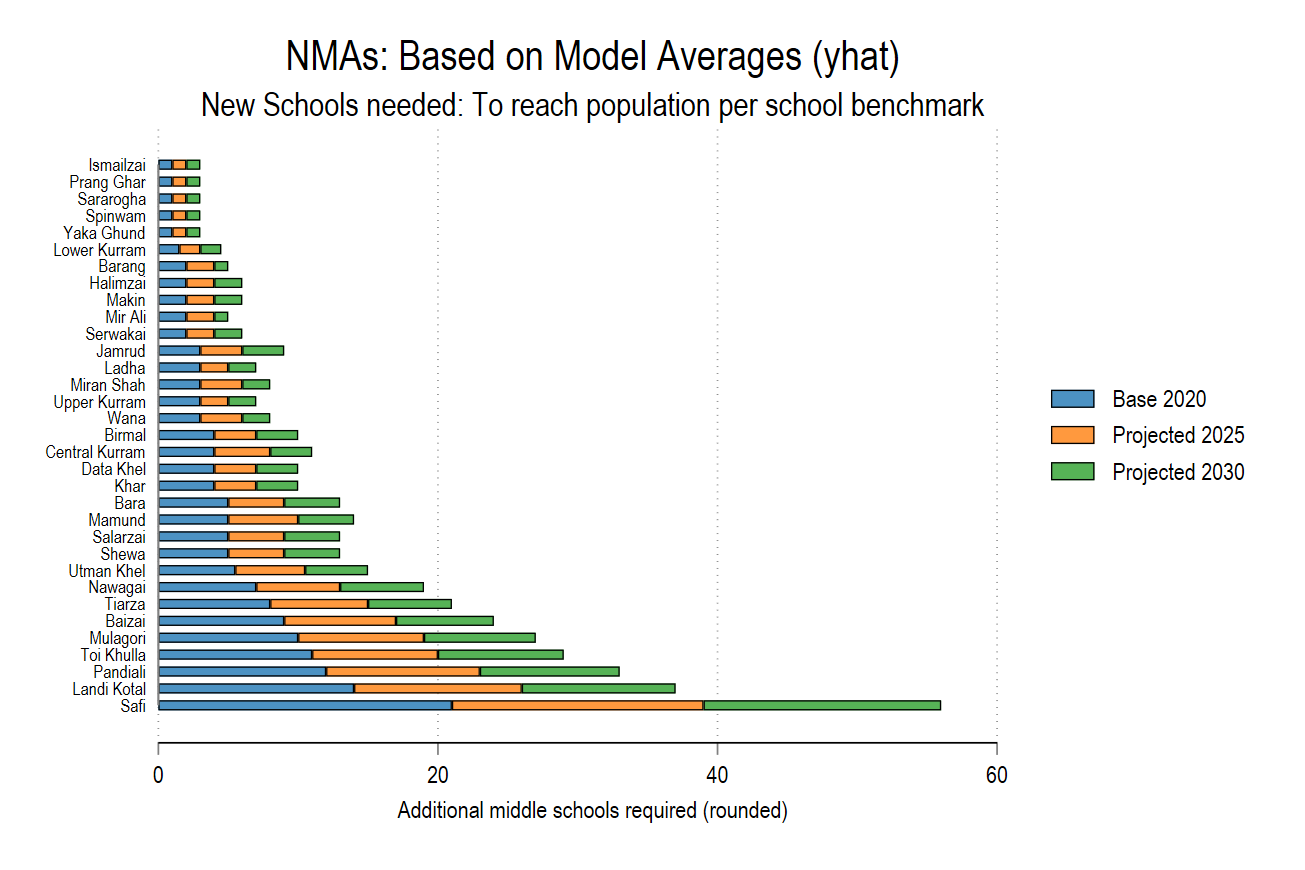 NMAs: Based on Model Averages (yhat)
New Schools needed: To reach population per school benchmark
Ismailzai
Prang Ghar
Sararogha
Spinwam
Yaka Ghund
Lower Kurram
Barang
Halimzai
Makin
Mir Ali
Serwakai
Jamrud
Ladha
Miran Shah
Upper Kurram
Wana
Birmal
Central Kurram
Data Khel
Khar
Bara
Mamund
Salarzai
Shewa
Utman Khel
Nawagai
Tiarza
Baizai
Mulagori
Toi Khulla
Pandiali
Landi Kotal
Safi
0 20 40 60
Additional middle schools required (rounded)
Base 2020
Projected 2025
Projected 2030